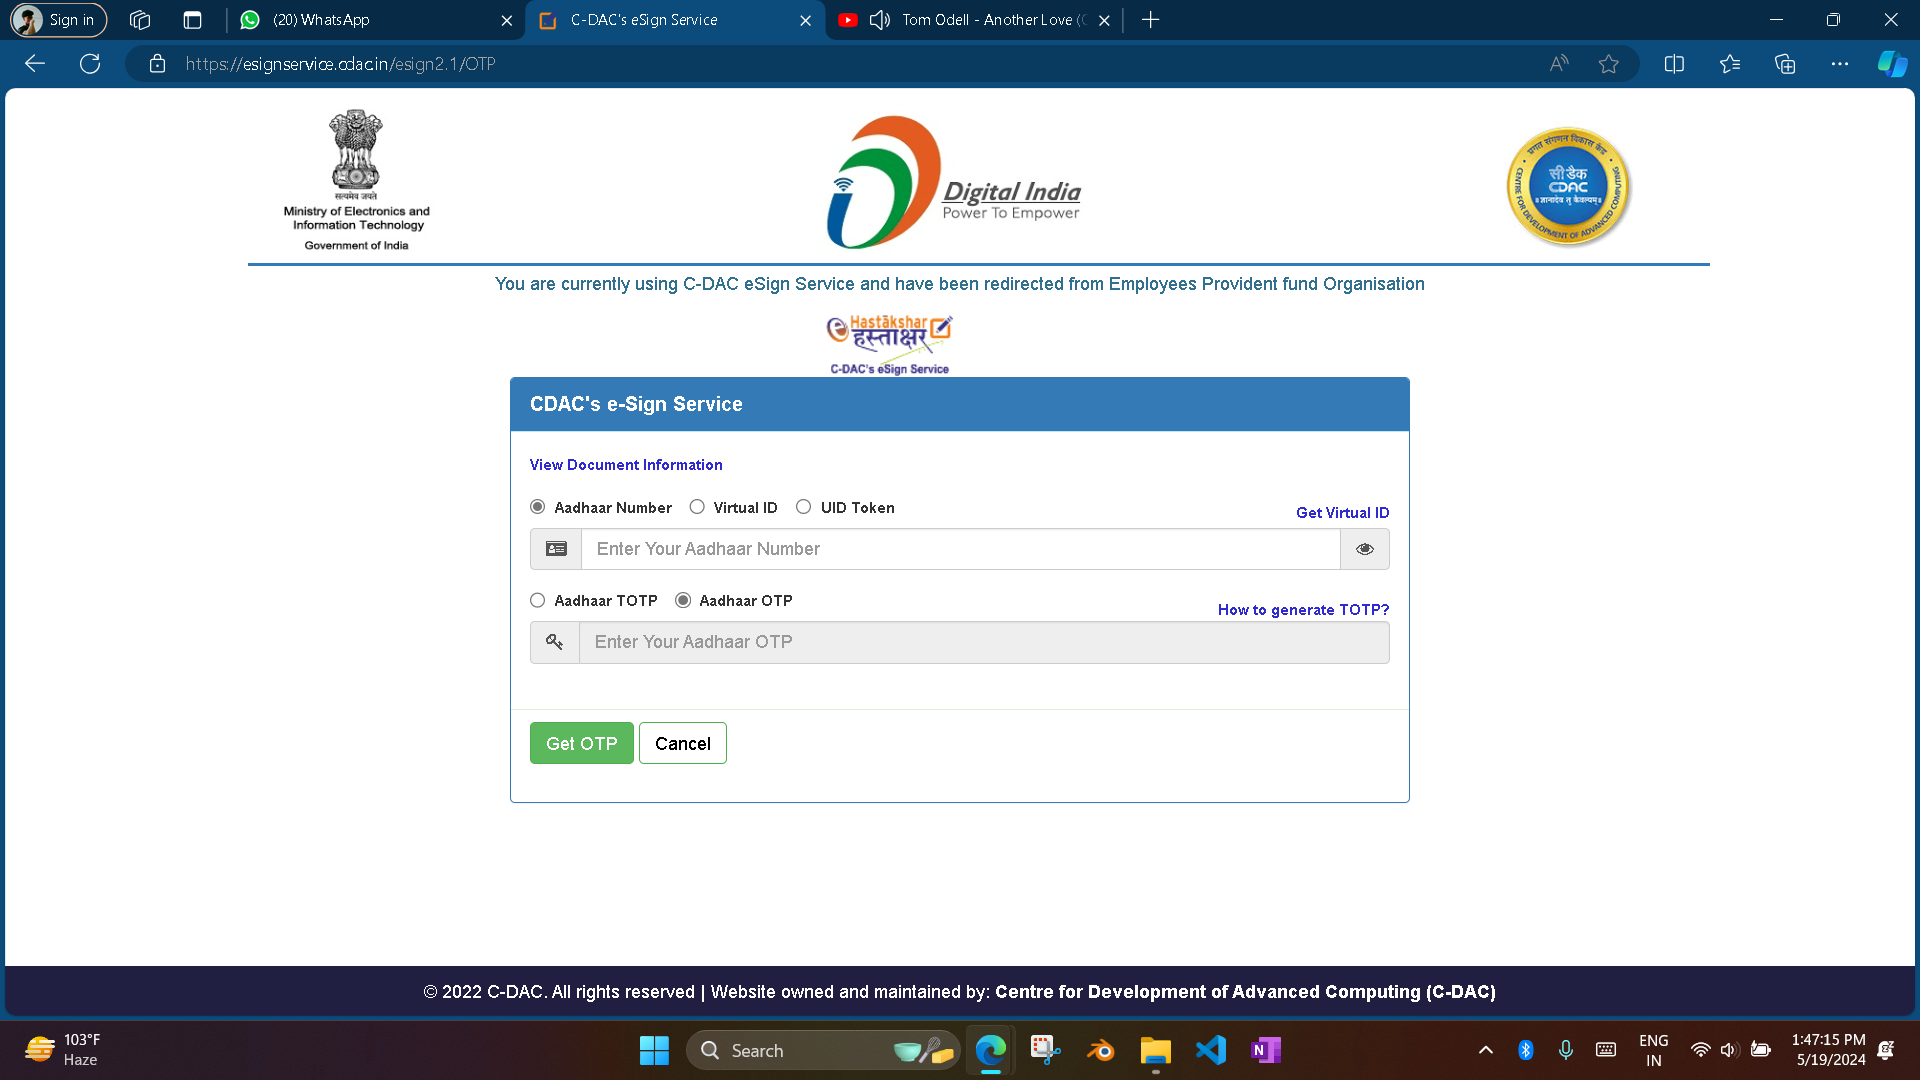 Sign in
(20) WhatsApp
C-DAC's eSign Service
Tom Odell - Another Love (
https://esignservice.cdac.in/esign2.1/OTP
सत्यमेव जयते
Ministry of Electronics and
Information Technology
Government of India
Digital India
Power To Empower
प्रगत संगणन विकास केंद्र
सी डैक
CDAC
॥ज्ञानादेव तु कैवल्यम्॥
CENTRE FOR DEVELOPMENT OF ADVANCED COMPUTING
You are currently using C-DAC eSign Service and have been redirected from Employees Provident fund Organisation
e Hastākshar
हस्ताक्षर
C-DAC's eSign Service
CDAC's e-Sign Service
View Document Information
Aadhaar Number Virtual ID UID Token
Get Virtual ID
Enter Your Aadhaar Number
Aadhaar TOTP Aadhaar OTP
How to generate TOTP?
Enter Your Aadhaar OTP
Get OTP Cancel
© 2022 C-DAC. All rights reserved | Website owned and maintained by: Centre for Development of Advanced Computing (C-DAC)
103°F
Haze
Search
ENG
IN
1:47:15 PM
5/19/2024